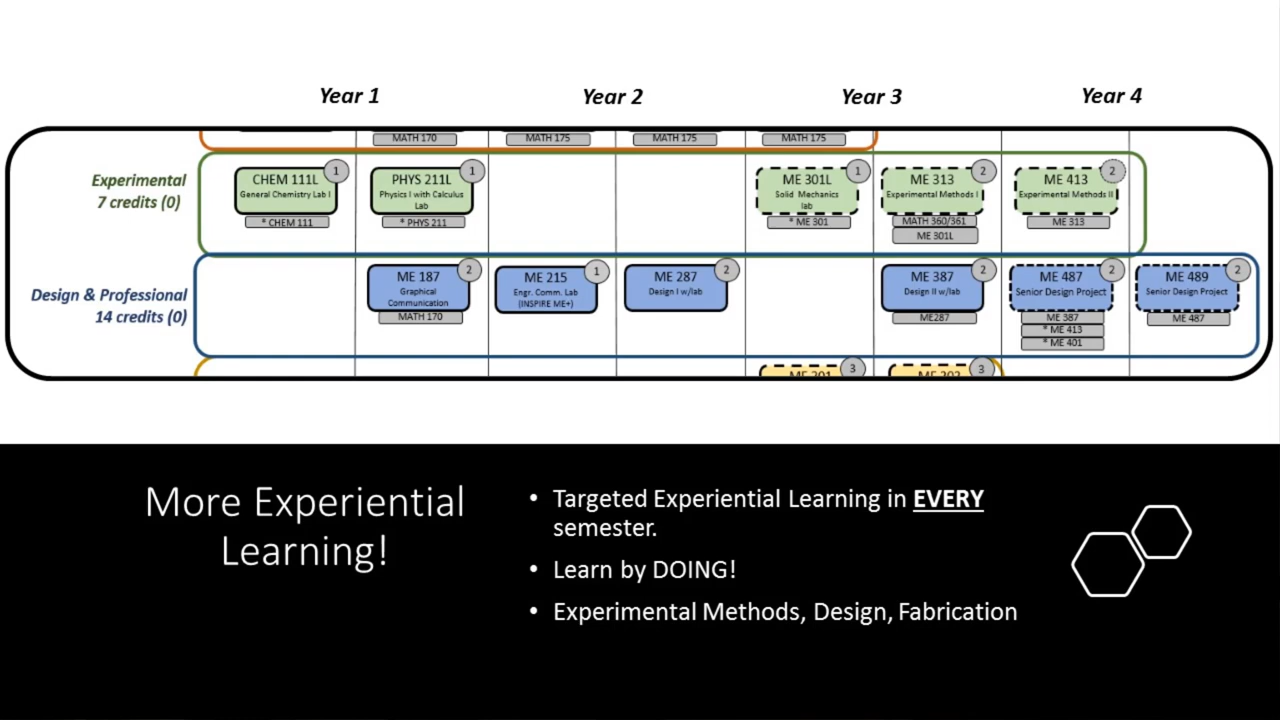 Year 1
Year 2
Year 3
Year 4
MATH 170
MATH 175
MATH 175
MATH 175
Experimental
7 credits (0)
CHEM 111L
1
General Chemistry Lab I
* CHEM 111
PHYS 211L
1
Physics I with Calculus
Lab
* PHYS 211
ME 301L
1
Solid Mechanics
lab
* ME 301
ME 313
2
Experimental Methods I
MATH 360/361
ME 301L
ME 413
2
Experimental Methods II
ME 313
Design & Professional
14 credits (0)
ME 187
2
Graphical
Communication
MATH 170
ME 215
1
Engr. Comm. Lab
(INSPIRE ME+)
ME 287
2
Design I w/lab
ME 387
2
Design II w/lab
ME287
ME 487
2
Senior Design Project
ME 387
* ME 413
* ME 401
ME 489
2
Senior Design Project
ME 487
3
3
More Experiential
Learning!
• Targeted Experiential Learning in EVERY
semester.
• Learn by DOING!
• Experimental Methods, Design, Fabrication